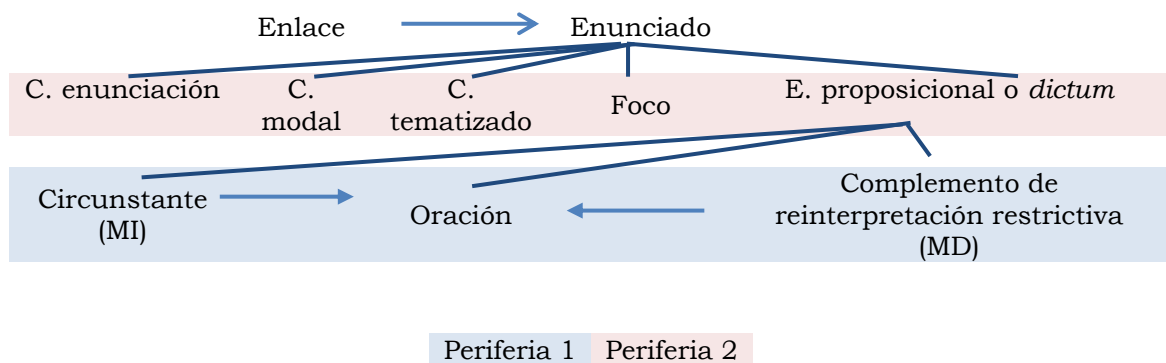 Enlace Enunciado
C. enunciación C. modal C. tematizado Foco E. proposicional o dictum
Circunstante
(MI)
Oración
Complemento de
reinterpretación restrictiva
(MD)
Periferia 1 Periferia 2